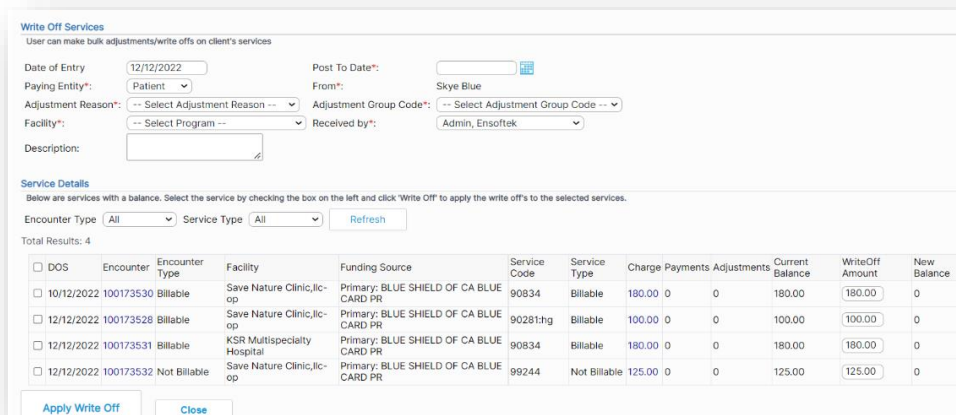 Write Off Services
User can make bulk adjustments/write offs on client's services
Date of Entry 12/12/2022 Post To Date*:
Paying Entity*: Patient From*: Skye Blue
Adjustment Reason*: -- Select Adjustment Reason -- Adjustment Group Code*: -- Select Adjustment Group Code --
Facility*: -- Select Program -- Received by*: Admin, Ensoftek
Description:
Service Details
Below are services with a balance. Select the service by checking the box on the left and click 'Write Off' to apply the write off's to the selected services.
Encounter Type All Service Type All Refresh
Total Results: 4
DOS Encounter Encounter Type Facility Funding Source Service Code Service Type Charge Payments Adjustments Current Balance WriteOff Amount New Balance
10/12/2022 100173530 Billable Save Nature Clinic,llc-op Primary: BLUE SHIELD OF CA BLUE CARD PR 90834 Billable 180.00 0 0 180.00 180.00 0
12/12/2022 100173528 Billable Save Nature Clinic,llc-op Primary: BLUE SHIELD OF CA BLUE CARD PR 90281:hg Billable 100.00 0 0 100.00 100.00 0
12/12/2022 100173531 Billable KSR Multispecialty Hospital Primary: BLUE SHIELD OF CA BLUE CARD PR 90834 Billable 180.00 0 0 180.00 180.00 0
12/12/2022 100173532 Not Billable Save Nature Clinic,llc-op Primary: BLUE SHIELD OF CA BLUE CARD PR 99244 Not Billable 125.00 0 0 125.00 125.00 0
Apply Write Off Close